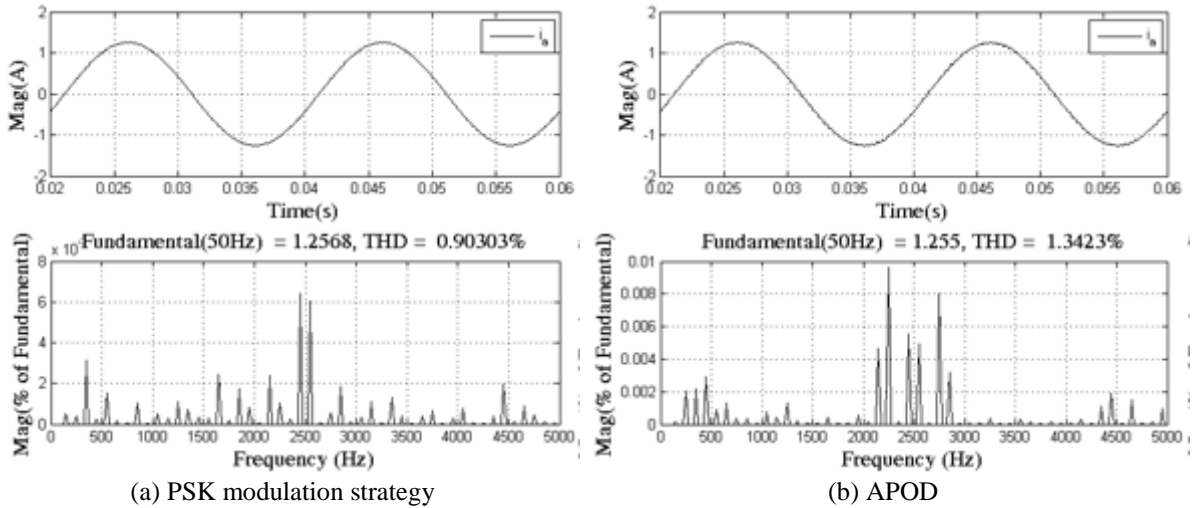 2
1
0
-1
-2
Mag(A)
i_a
0.02 0.025 0.03 0.035 0.04 0.045 0.05 0.055 0.06
Time(s)
Fundamental(50Hz) = 1.2568, THD = 0.90303%
8
6
4
2
0
Mag(% of Fundamental)
0 500 1000 1500 2000 2500 3000 3500 4000 4500 5000
Frequency (Hz)
(a) PSK modulation strategy
2
1
0
-1
-2
Mag(A)
i_a
0.02 0.025 0.03 0.035 0.04 0.045 0.05 0.055 0.06
Time(s)
Fundamental(50Hz) = 1.255, THD = 1.3423%
0.01
0.008
0.006
0.004
0.002
0
Mag(% of Fundamental)
0 500 1000 1500 2000 2500 3000 3500 4000 4500 5000
Frequency (Hz)
(b) APOD